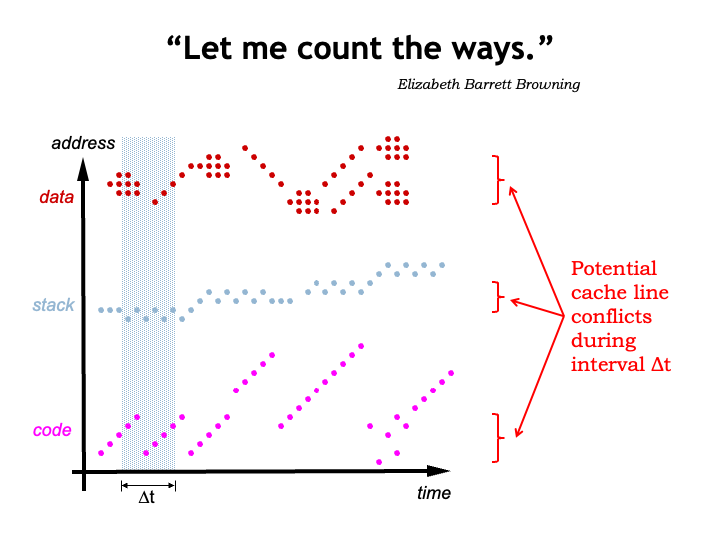 “Let me count the ways.”
Elizabeth Barrett Browning
address
data
stack
code
Δt
time
Potential
cache line
conflicts
during
interval Δt